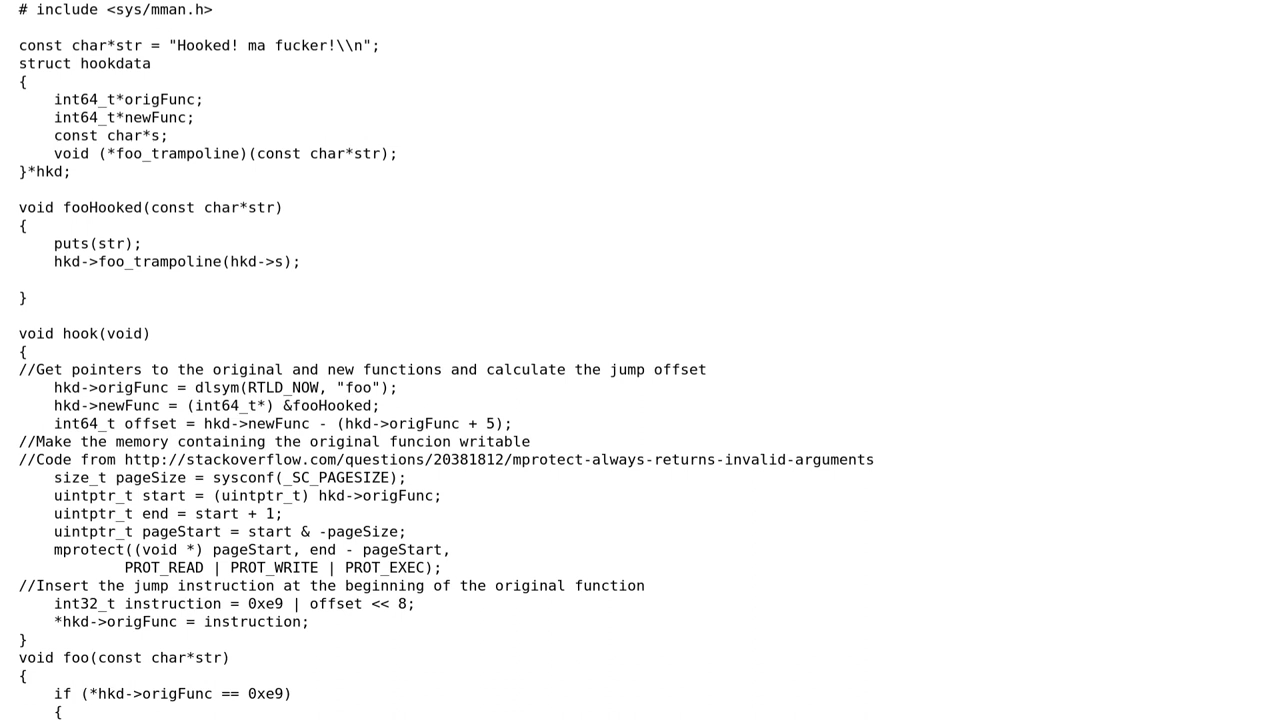 # include <sys/mman.h>

const char*str = "Hooked! ma fucker!\\n";
struct hookdata
{
    int64_t*origFunc;
    int64_t*newFunc;
    const char*s;
    void (*foo_trampoline)(const char*str);
}*hkd;

void fooHooked(const char*str)
{
    puts(str);
    hkd->foo_trampoline(hkd->s);

}

void hook(void)
{
//Get pointers to the original and new functions and calculate the jump offset
    hkd->origFunc = dlsym(RTLD_NOW, "foo");
    hkd->newFunc = (int64_t*) &fooHooked;
    int64_t offset = hkd->newFunc - (hkd->origFunc + 5);
//Make the memory containing the original funcion writable
//Code from http://stackoverflow.com/questions/20381812/mprotect-always-returns-invalid-arguments
    size_t pageSize = sysconf(_SC_PAGESIZE);
    uintptr_t start = (uintptr_t) hkd->origFunc;
    uintptr_t end = start + 1;
    uintptr_t pageStart = start & -pageSize;
    mprotect((void *) pageStart, end - pageStart,
            PROT_READ | PROT_WRITE | PROT_EXEC);
//Insert the jump instruction at the beginning of the original function
    int32_t instruction = 0xe9 | offset << 8;
    *hkd->origFunc = instruction;
}
void foo(const char*str)
{
    if (*hkd->origFunc == 0xe9)
    {